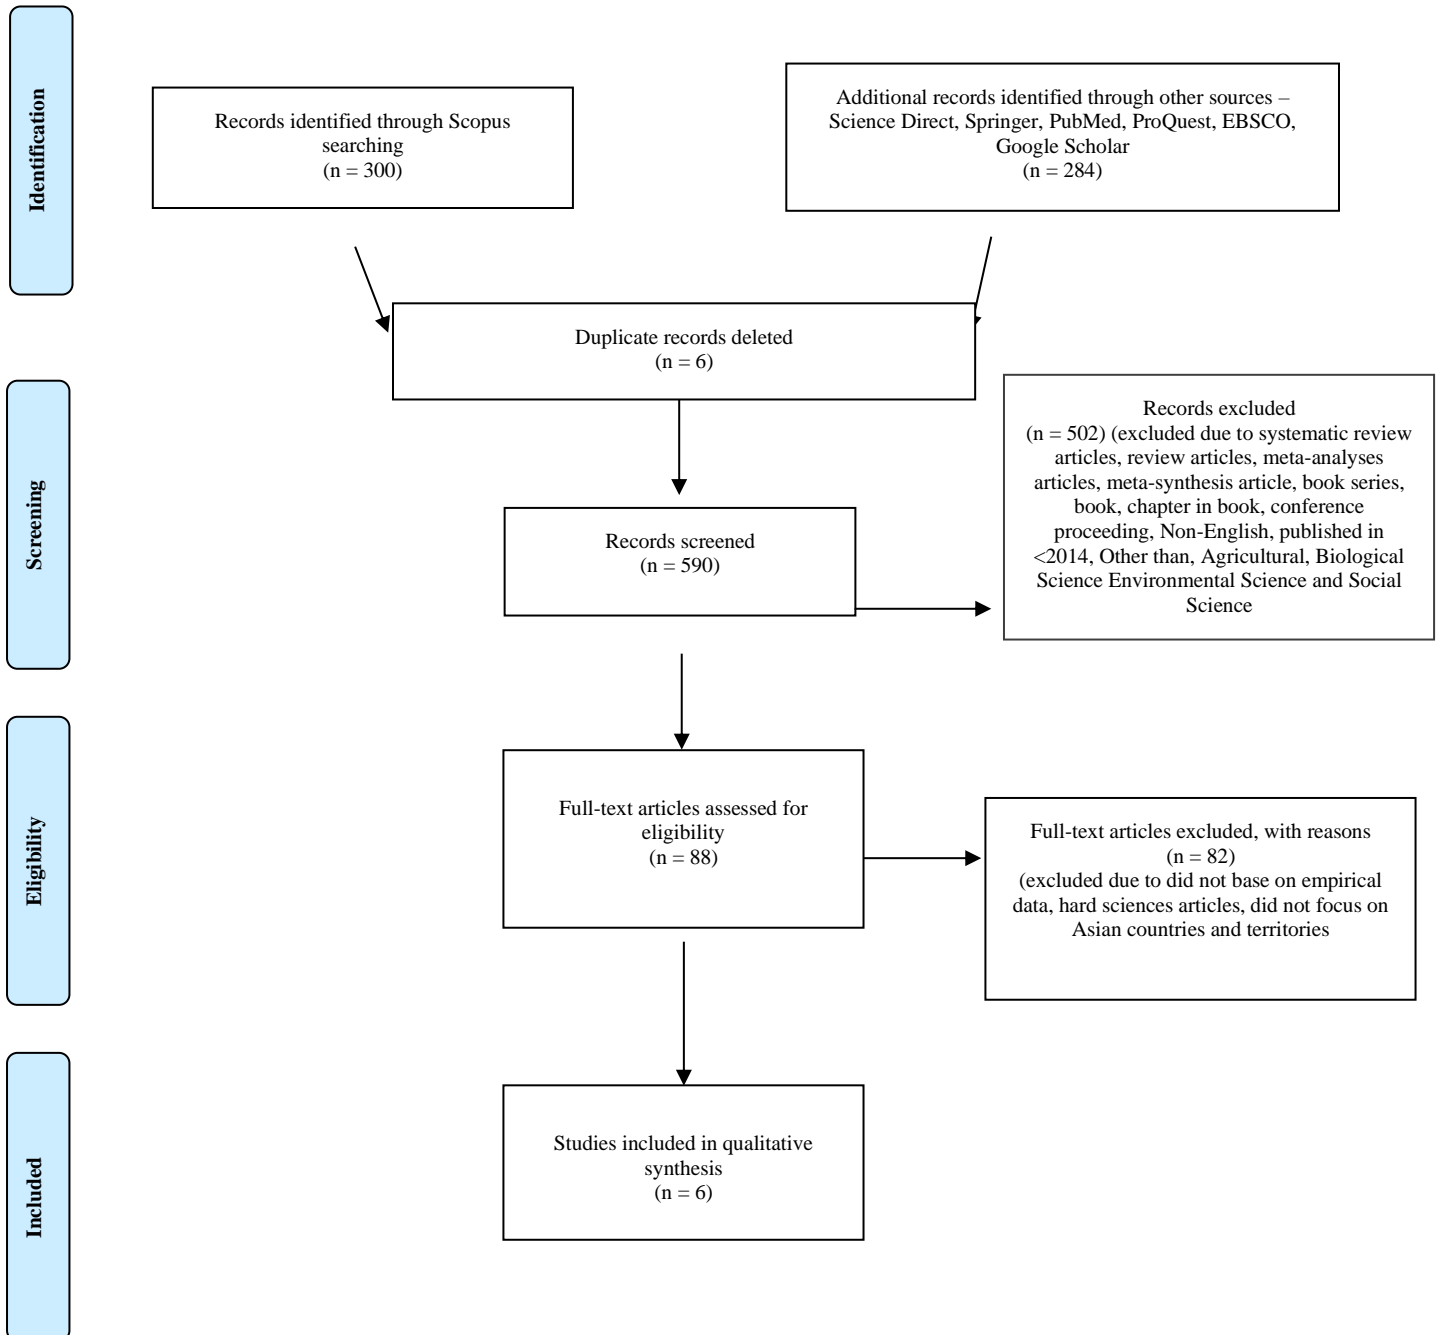 Identification
Records identified through Scopus
searching
(n = 300)
Additional records identified through other sources –
Science Direct, Springer, PubMed, ProQuest, EBSCO,
Google Scholar
(n = 284)
Duplicate records deleted
(n = 6)
Screening
Records screened
(n = 590)
Records excluded
(n = 502) (excluded due to systematic review
articles, review articles, meta-analyses
articles, meta-synthesis article, book series,
book, chapter in book, conference
proceeding, Non-English, published in
<2014, Other than, Agricultural, Biological
Science Environmental Science and Social
Science
Eligibility
Full-text articles assessed for
eligibility
(n = 88)
Full-text articles excluded, with reasons
(n = 82)
(excluded due to did not base on empirical
data, hard sciences articles, did not focus on
Asian countries and territories
Included
Studies included in qualitative
synthesis
(n = 6)